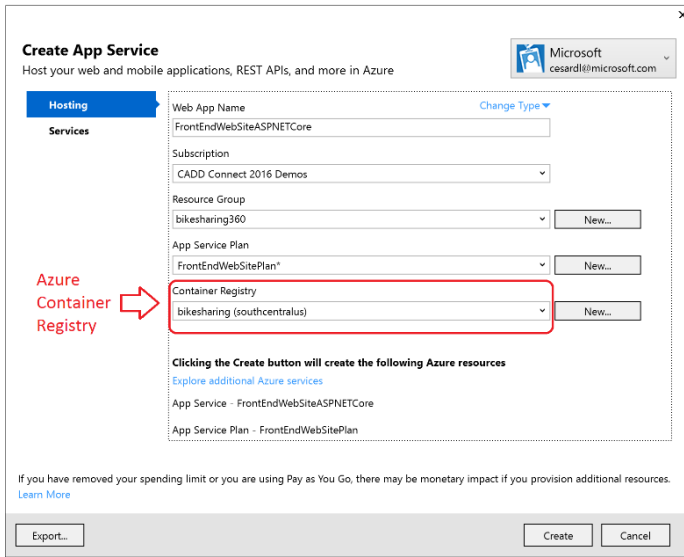 Create App Service
Host your web and mobile applications, REST APIs, and more in Azure
Microsoft
cesardl@microsoft.com
Hosting
Services
Web App Name
Change Type
FrontEndWebSiteASPNETCore
Subscription
CADD Connect 2016 Demos
Resource Group
bikesharing360
New...
App Service Plan
FrontEndWebSitePlan*
New...
Azure
Container
Registry
Container Registry
bikesharing (southcentralus)
New...
Clicking the Create button will create the following Azure resources
Explore additional Azure services
App Service - FrontEndWebSiteASPNETCore
App Service Plan - FrontEndWebSitePlan
If you have removed your spending limit or you are using Pay as You Go, there may be monetary impact if you provision additional resources.
Learn More
Export...
Create
Cancel